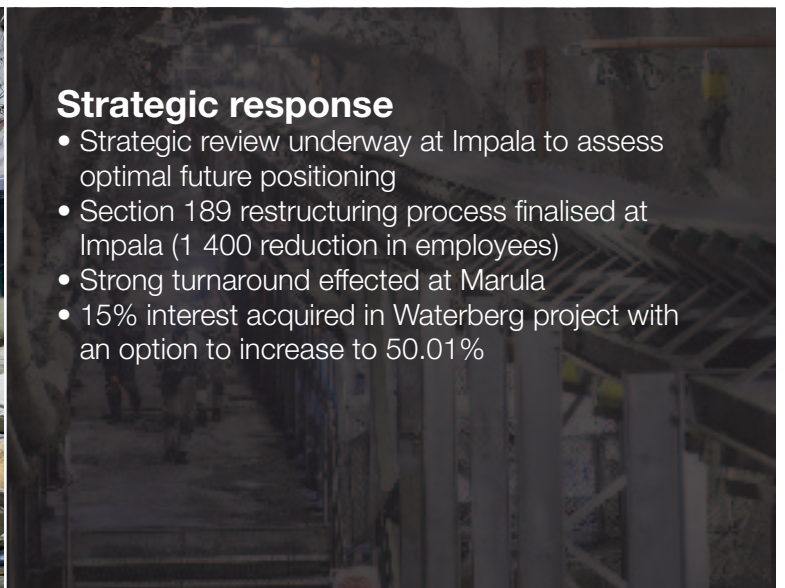 Strategic response
• Strategic review underway at Impala to assess
optimal future positioning
• Section 189 restructuring process finalised at
Impala (1 400 reduction in employees)
• Strong turnaround effected at Marula
• 15% interest acquired in Waterberg project with
an option to increase to 50.01%